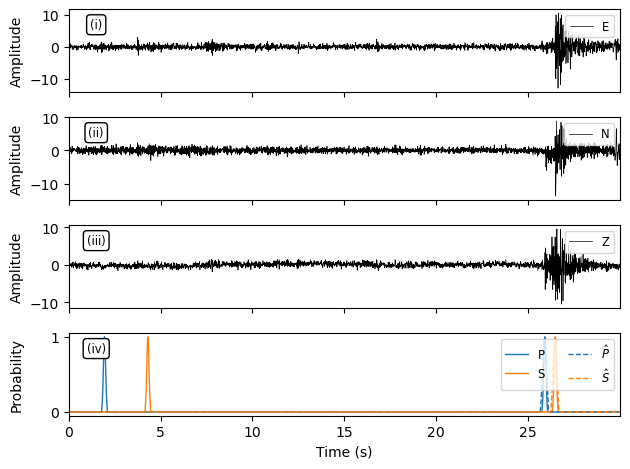 10
0
−10
Amplitude
(i)
E
10
0
−10
Amplitude
(ii)
N
10
0
−10
Amplitude
(iii)
Z
1
0
Probability
(iv)
P
S
P̂
Ŝ
0 5 10 15 20 25
Time (s)